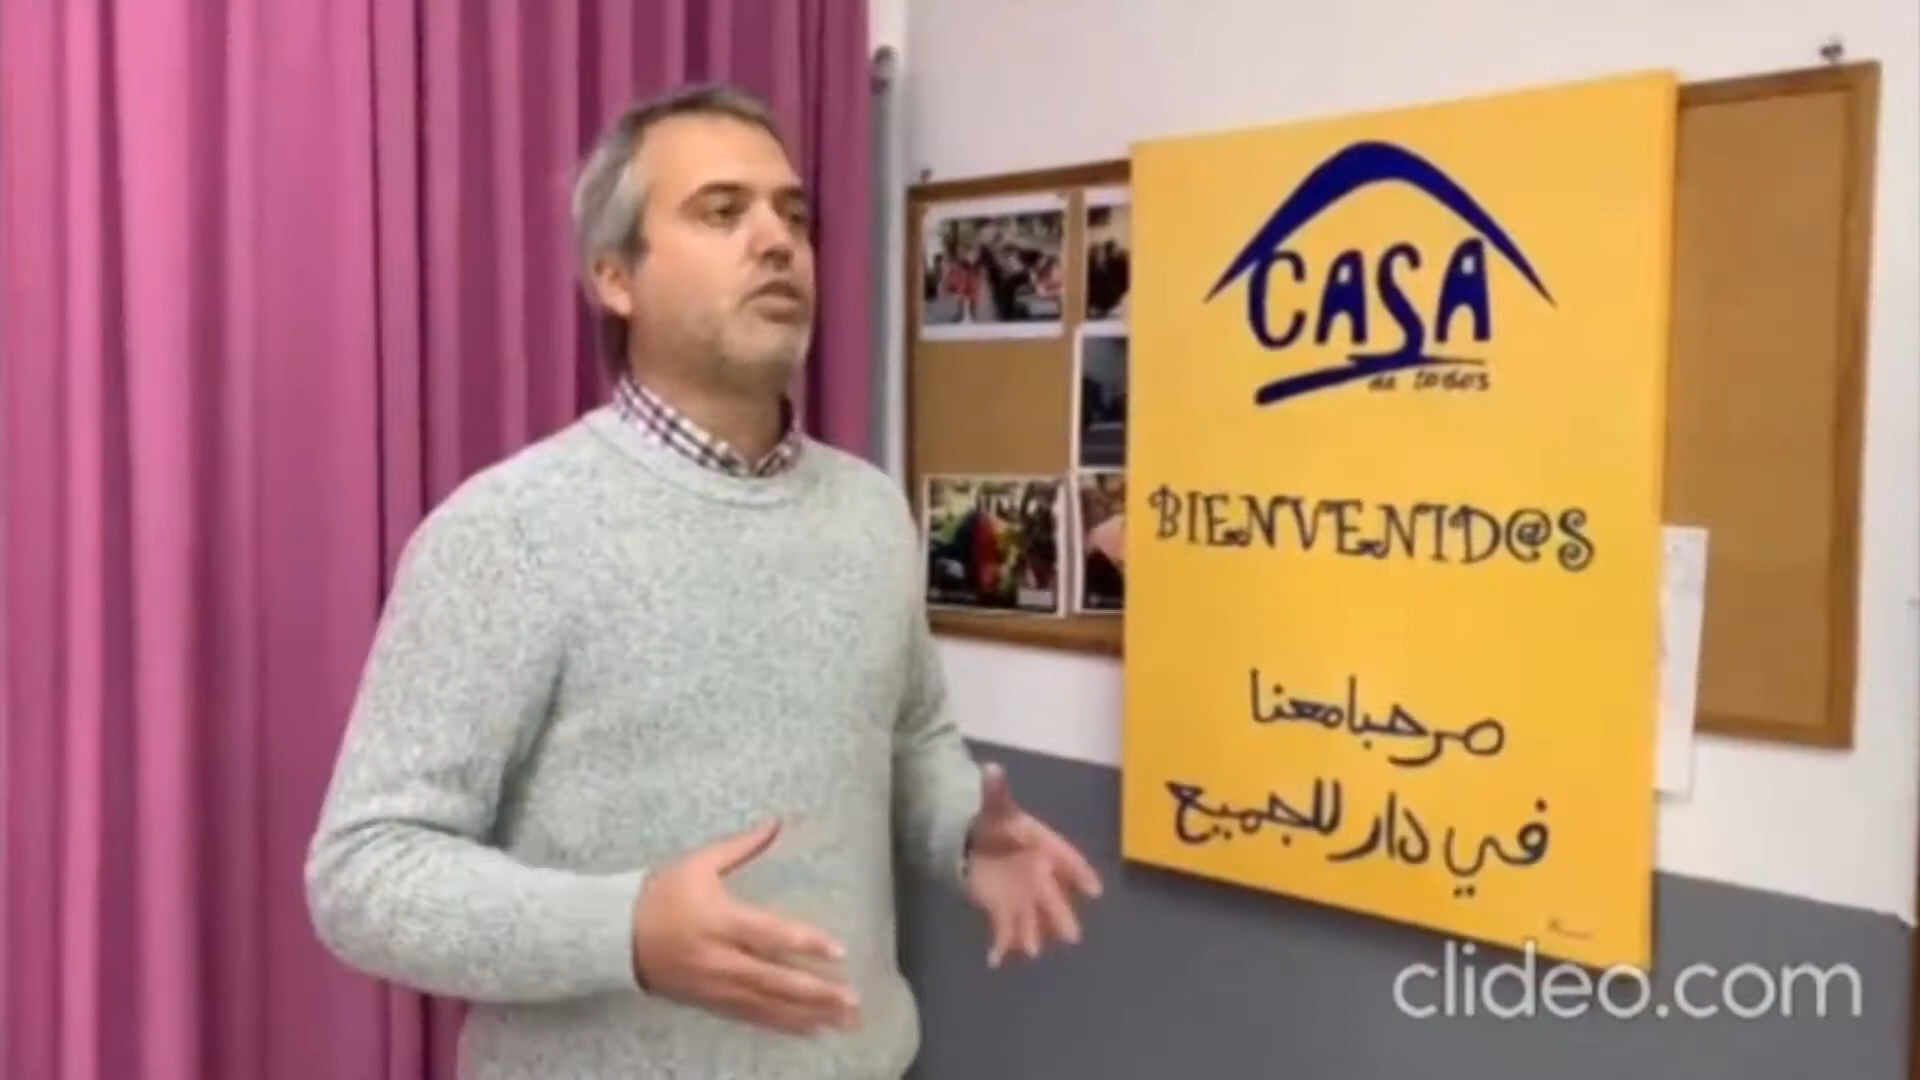 CASA
de todos
BIENVENID@S
مرحبا معنا
في دار للجميع
clideo.com